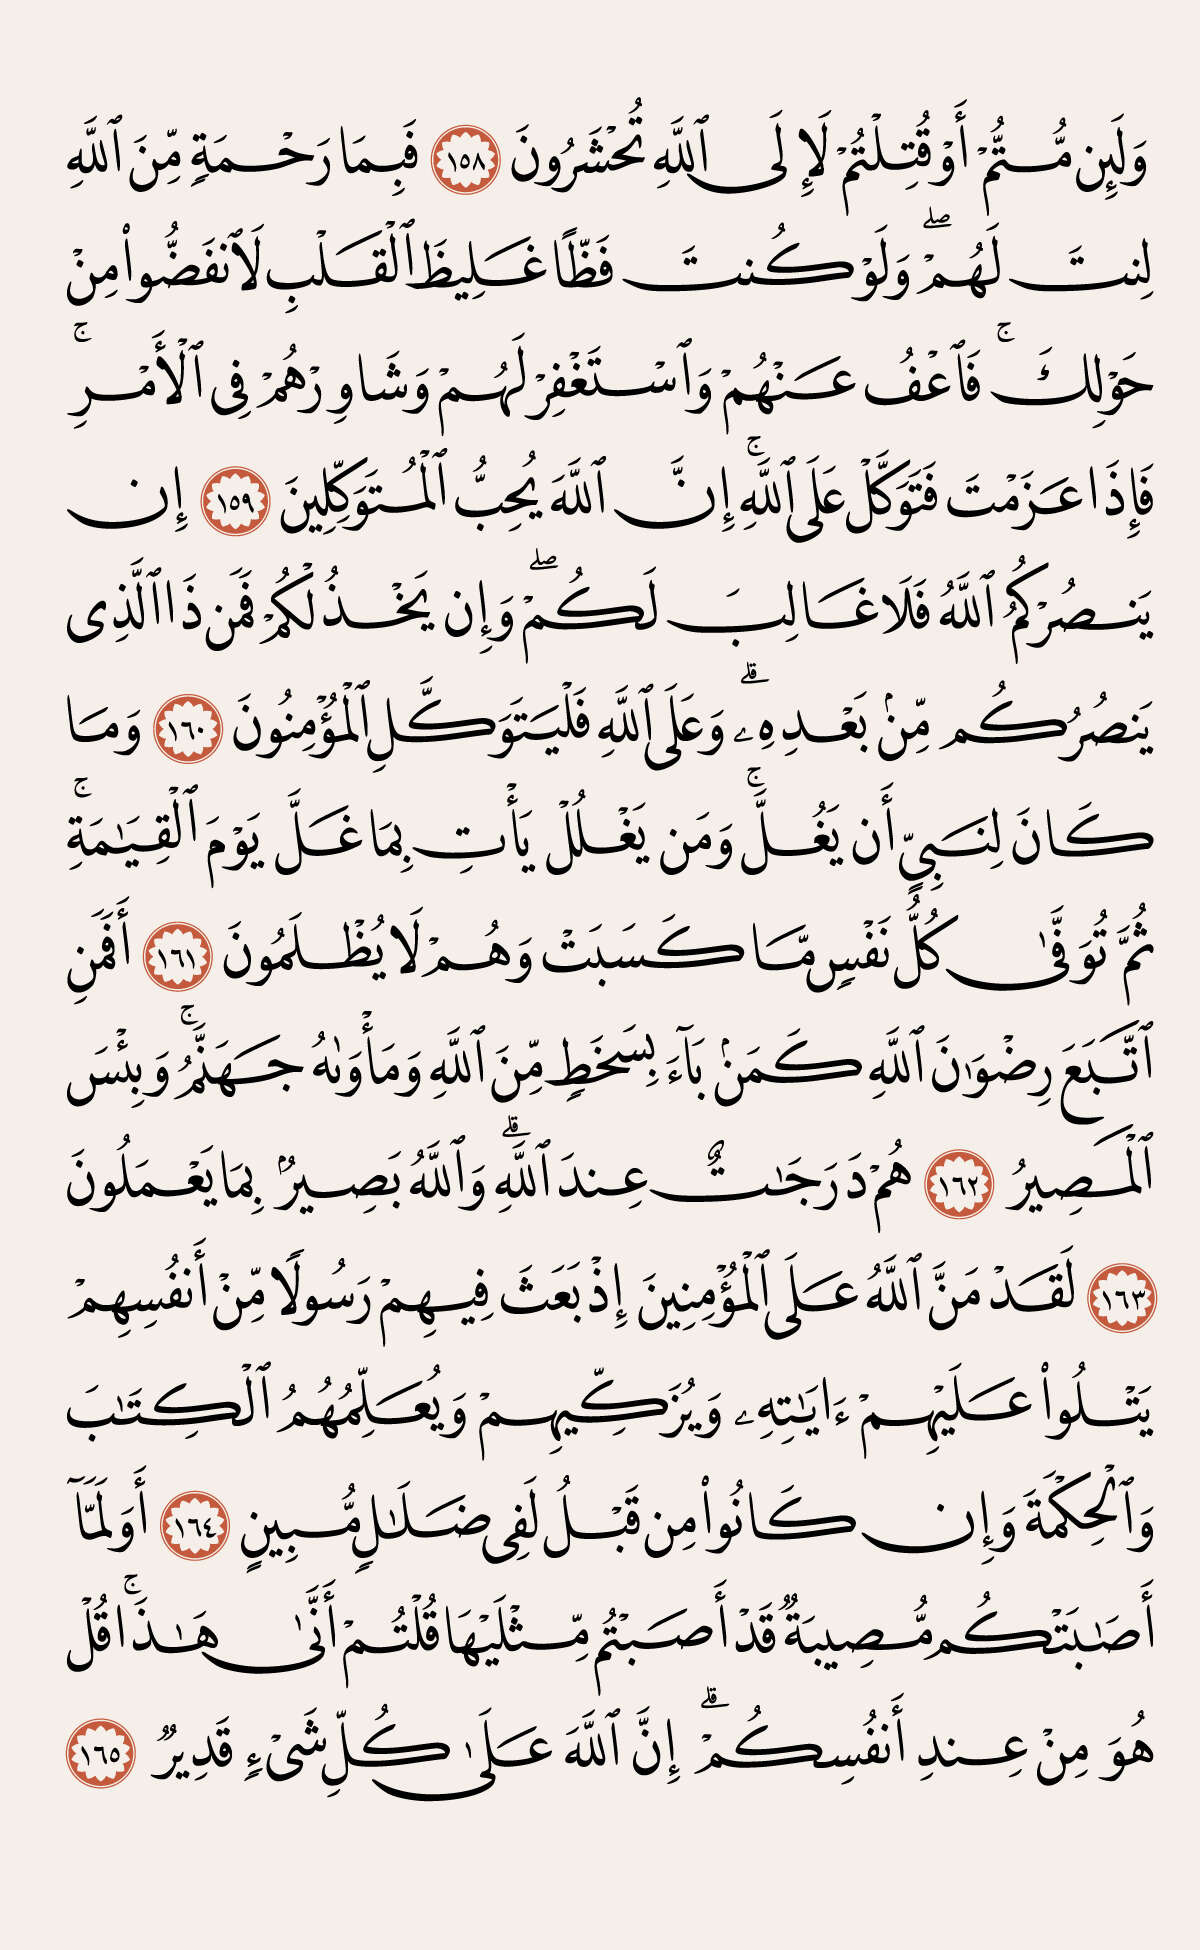 وَلَئِن مُّتُّمْ أَوْ قُتِلْتُمْ لَإِلَى ٱللَّهِ تُحْشَرُونَ ١٥٨ فَبِمَا رَحْمَةٍ مِّنَ ٱللَّهِ
لِنتَ لَهُمْ ۖ وَلَوْ كُنتَ فَظًّا غَلِيظَ ٱلْقَلْبِ لَٱنفَضُّوا۟ مِنْ
حَوْلِكَ ۖ فَٱعْفُ عَنْهُمْ وَٱسْتَغْفِرْ لَهُمْ وَشَاوِرْهُمْ فِى ٱلْأَمْرِ ۚ
فَإِذَا عَزَمْتَ فَتَوَكَّلْ عَلَى ٱللَّهِ ۚ إِنَّ ٱللَّهَ يُحِبُّ ٱلْمُتَوَكِّلِينَ ١٥٩ إِن
يَنصُرْكُمُ ٱللَّهُ فَلَا غَالِبَ لَكُمْ ۖ وَإِن يَخْذُلْكُمْ فَمَن ذَا ٱلَّذِى
يَنصُرُكُم مِّنۢ بَعْدِهِۦ ۗ وَعَلَى ٱللَّهِ فَلْيَتَوَكَّلِ ٱلْمُؤْمِنُونَ ١٦٠ وَمَا
كَانَ لِنَبِىٍّ أَن يَغُلَّ ۚ وَمَن يَغْلُلْ يَأْتِ بِمَا غَلَّ يَوْمَ ٱلْقِيَـٰمَةِ ۚ
ثُمَّ تُوَفَّىٰ كُلُّ نَفْسٍ مَّا كَسَبَتْ وَهُمْ لَا يُظْلَمُونَ ١٦١ أَفَمَنِ
ٱتَّبَعَ رِضْوَٰنَ ٱللَّهِ كَمَنۢ بَآءَ بِسَخَطٍ مِّنَ ٱللَّهِ وَمَأْوَىٰهُ جَهَنَّمُ ۚ وَبِئْسَ
ٱلْمَصِيرُ ١٦٢ هُمْ دَرَجَـٰتٌ عِندَ ٱللَّهِ ۗ وَٱللَّهُ بَصِيرٌۢ بِمَا يَعْمَلُونَ
١٦٣ لَقَدْ مَنَّ ٱللَّهُ عَلَى ٱلْمُؤْمِنِينَ إِذْ بَعَثَ فِيهِمْ رَسُولًا مِّنْ أَنفُسِهِمْ
يَتْلُوا۟ عَلَيْهِمْ ءَايَـٰتِهِۦ وَيُزَكِّيهِمْ وَيُعَلِّمُهُمُ ٱلْكِتَـٰبَ
وَٱلْحِكْمَةَ وَإِن كَانُوا۟ مِن قَبْلُ لَفِى ضَلَـٰلٍ مُّبِينٍ ١٦٤ أَوَلَمَّآ
أَصَـٰبَتْكُم مُّصِيبَةٌ قَدْ أَصَبْتُم مِّثْلَيْهَا قُلْتُمْ أَنَّىٰ هَـٰذَا ۖ قُلْ
هُوَ مِنْ عِندِ أَنفُسِكُمْ ۗ إِنَّ ٱللَّهَ عَلَىٰ كُلِّ شَىْءٍ قَدِيرٌ ١٦٥